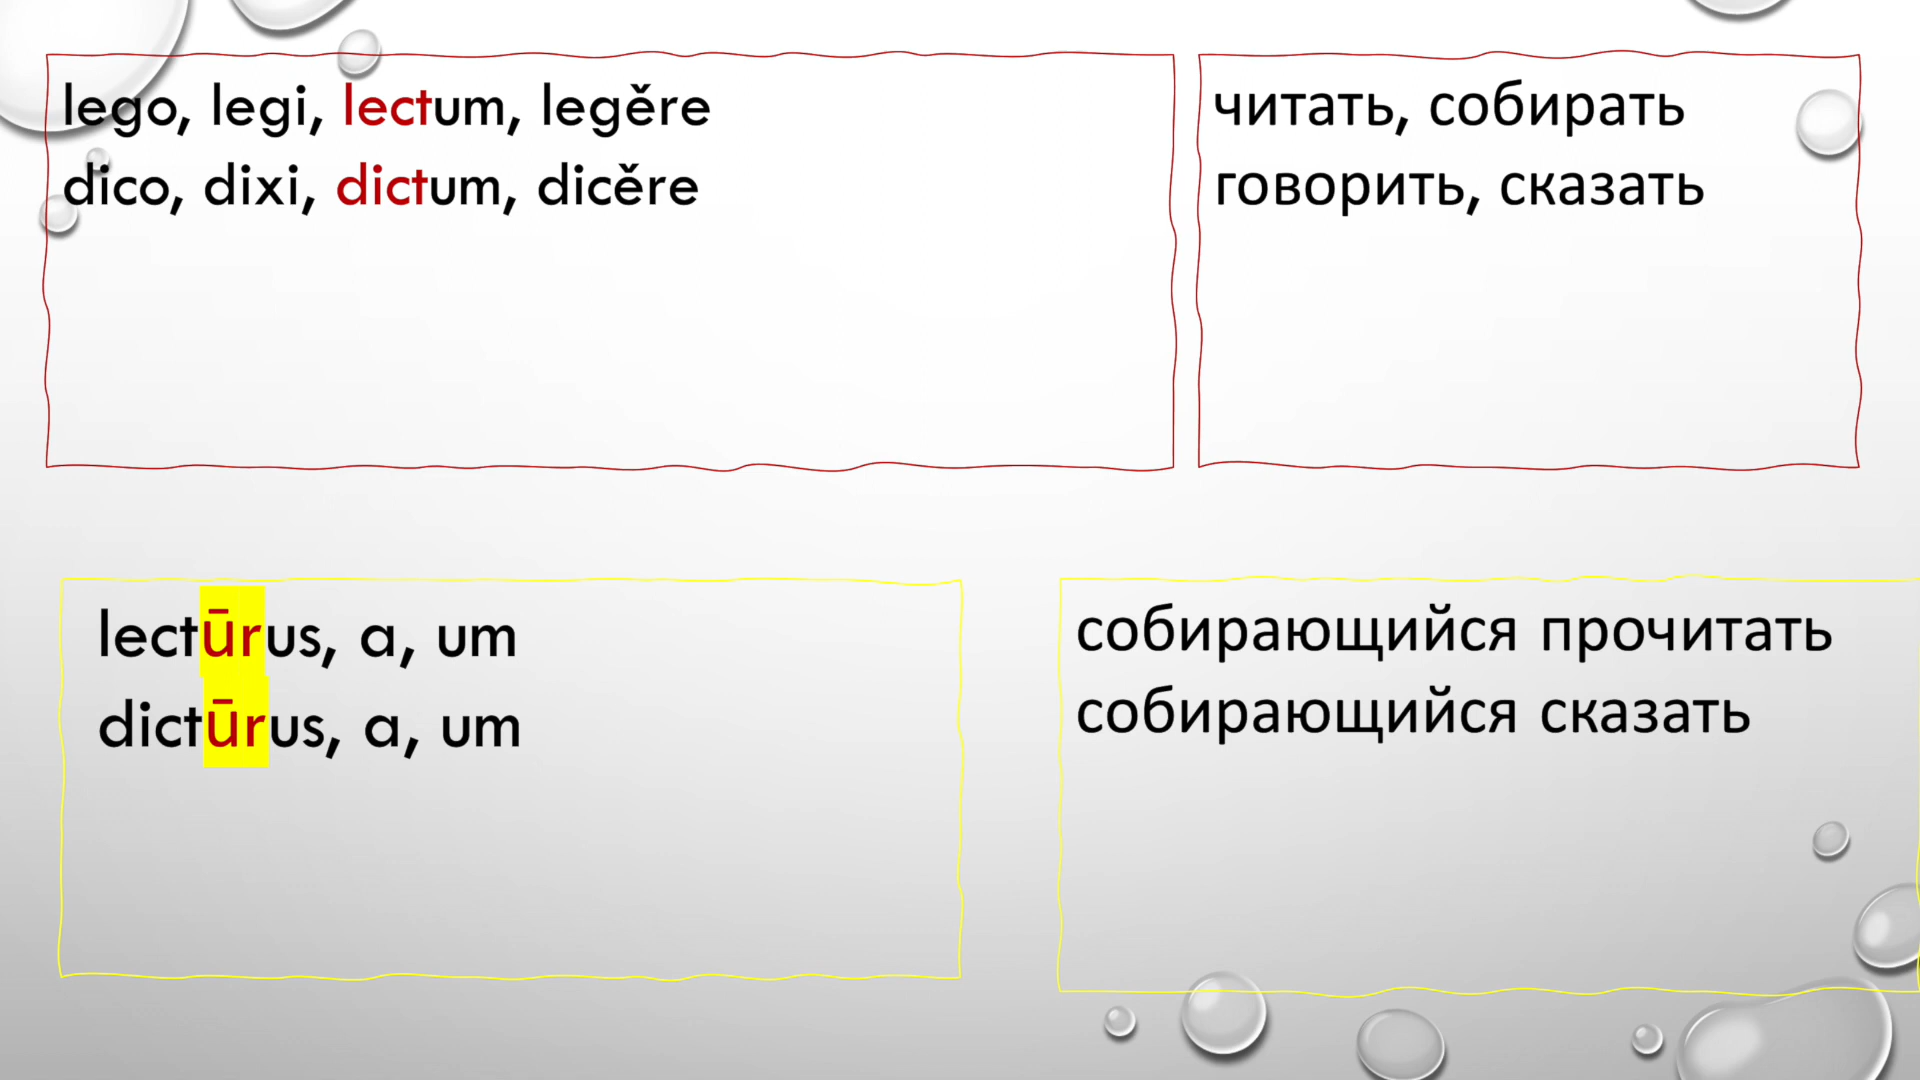 lego, legi, lectum, legĕre
dico, dixi, dictum, dicĕre
читать, собирать
говорить, сказать
lectūrus, a, um
dictūrus, a, um
собирающийся прочитать
собирающийся сказать